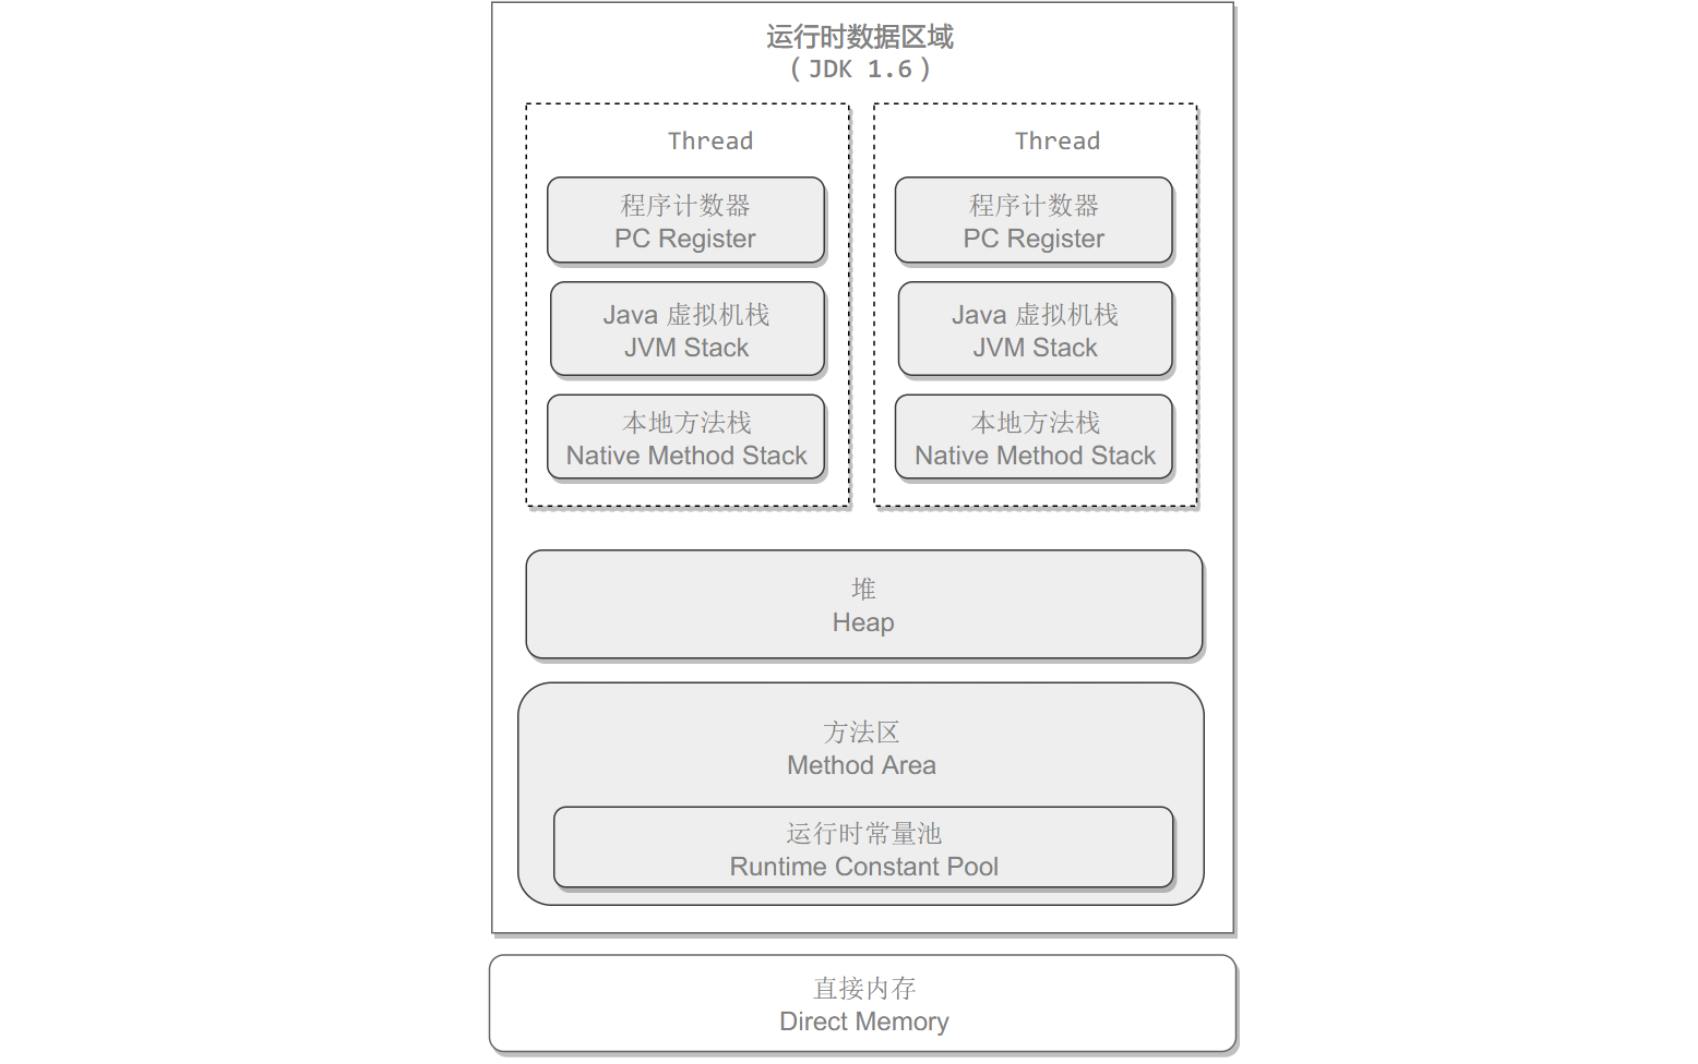 运行时数据区域
( JDK 1.6 )
Thread
程序计数器
PC Register
Java 虚拟机栈
JVM Stack
本地方法栈
Native Method Stack
Thread
程序计数器
PC Register
Java 虚拟机栈
JVM Stack
本地方法栈
Native Method Stack
堆
Heap
方法区
Method Area
运行时常量池
Runtime Constant Pool
直接内存
Direct Memory